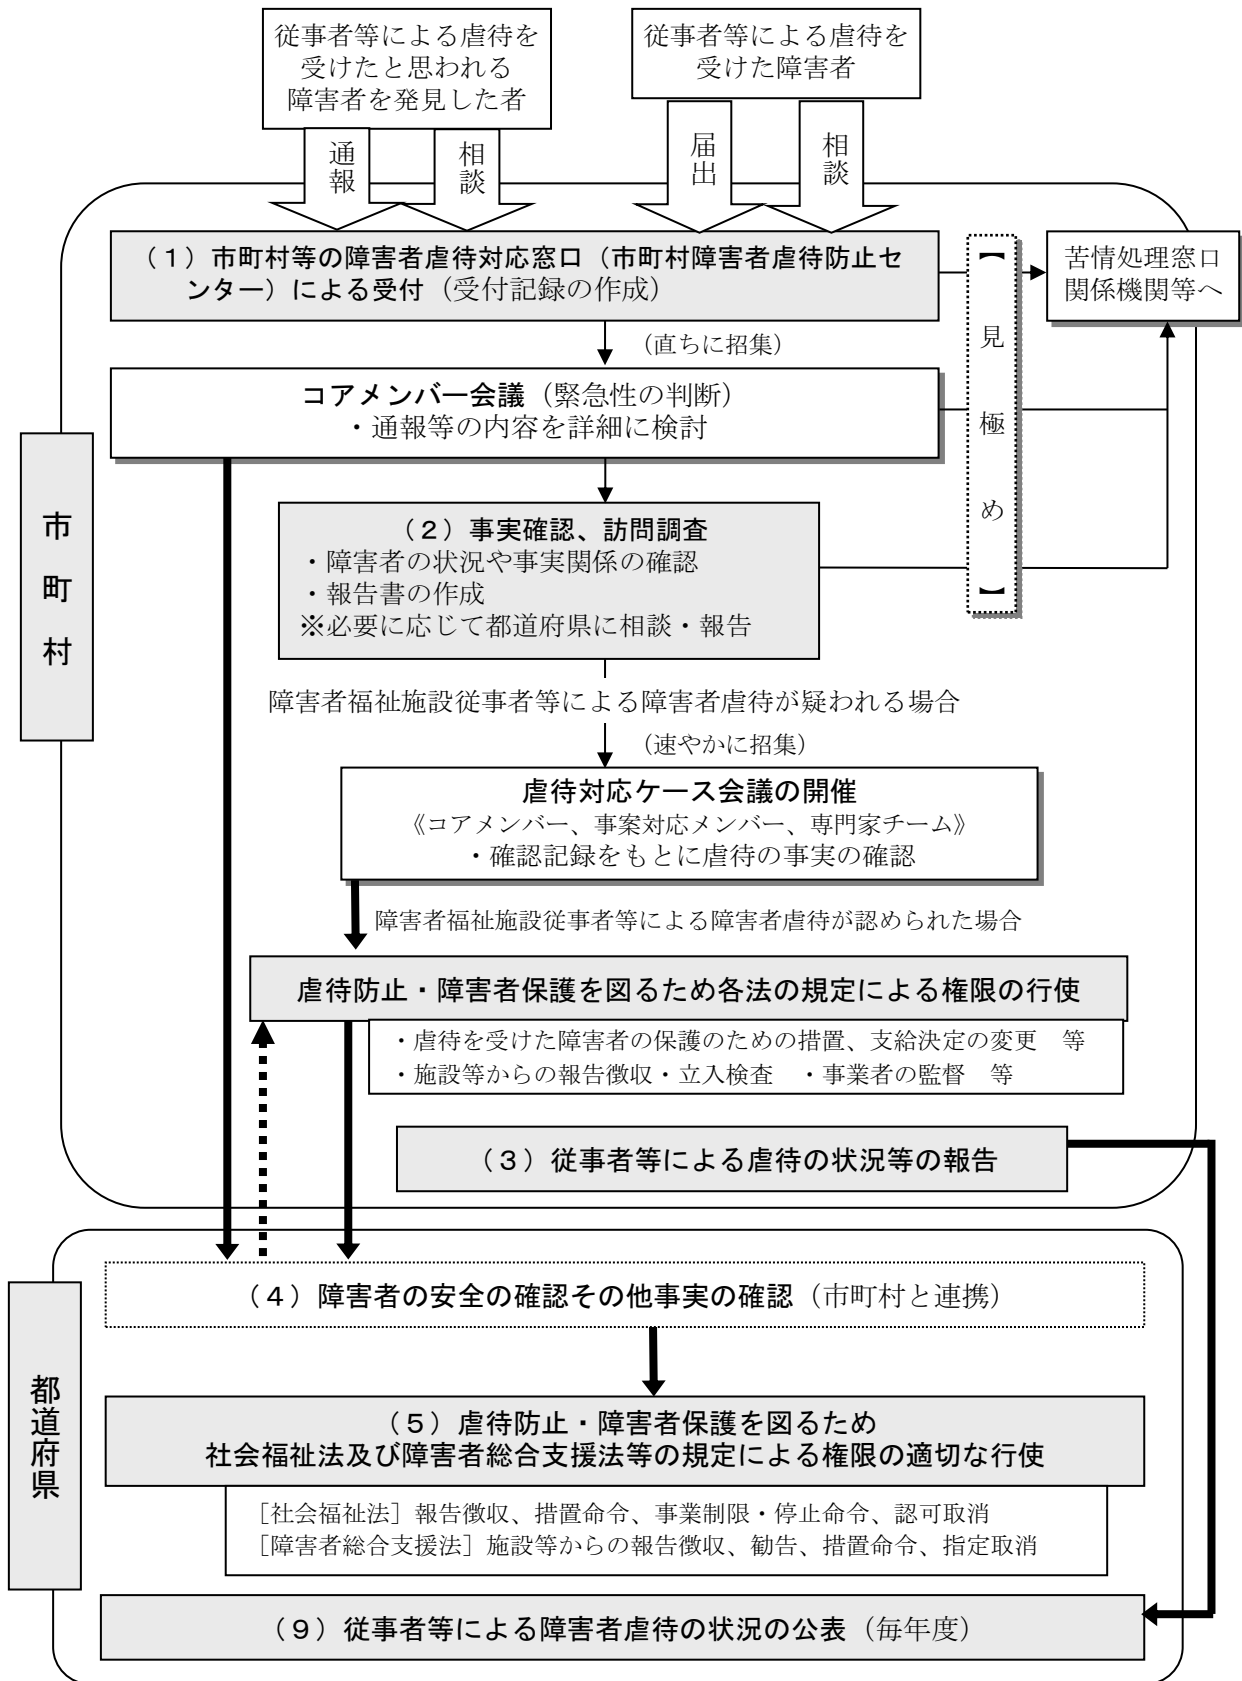 従事者等による虐待を
受けたと思われる
障害者を発見した者
従事者等による虐待を
受けた障害者
通報
相談
届出
相談
（１）市町村等の障害者虐待対応窓口（市町村障害者虐待防止セ
ンター）による受付（受付記録の作成）
【見極め】
苦情処理窓口
関係機関等へ
（直ちに招集）
コアメンバー会議（緊急性の判断）
・通報等の内容を詳細に検討
市町村
（２）事実確認、訪問調査
・障害者の状況や事実関係の確認
・報告書の作成
※必要に応じて都道府県に相談・報告
障害者福祉施設従事者等による障害者虐待が疑われる場合
（速やかに招集）
虐待対応ケース会議の開催
《コアメンバー、事案対応メンバー、専門家チーム》
・確認記録をもとに虐待の事実の確認
障害者福祉施設従事者等による障害者虐待が認められた場合
虐待防止・障害者保護を図るため各法の規定による権限の行使
・虐待を受けた障害者の保護のための措置、支給決定の変更　等
・施設等からの報告徴収・立入検査　・事業者の監督　等
（３）従事者等による虐待の状況等の報告
都道府県
（４）障害者の安全の確認その他事実の確認（市町村と連携）
（５）虐待防止・障害者保護を図るため
社会福祉法及び障害者総合支援法等の規定による権限の適切な行使
［社会福祉法］報告徴収、措置命令、事業制限・停止命令、認可取消
［障害者総合支援法］施設等からの報告徴収、勧告、措置命令、指定取消
（９）従事者等による障害者虐待の状況の公表（毎年度）